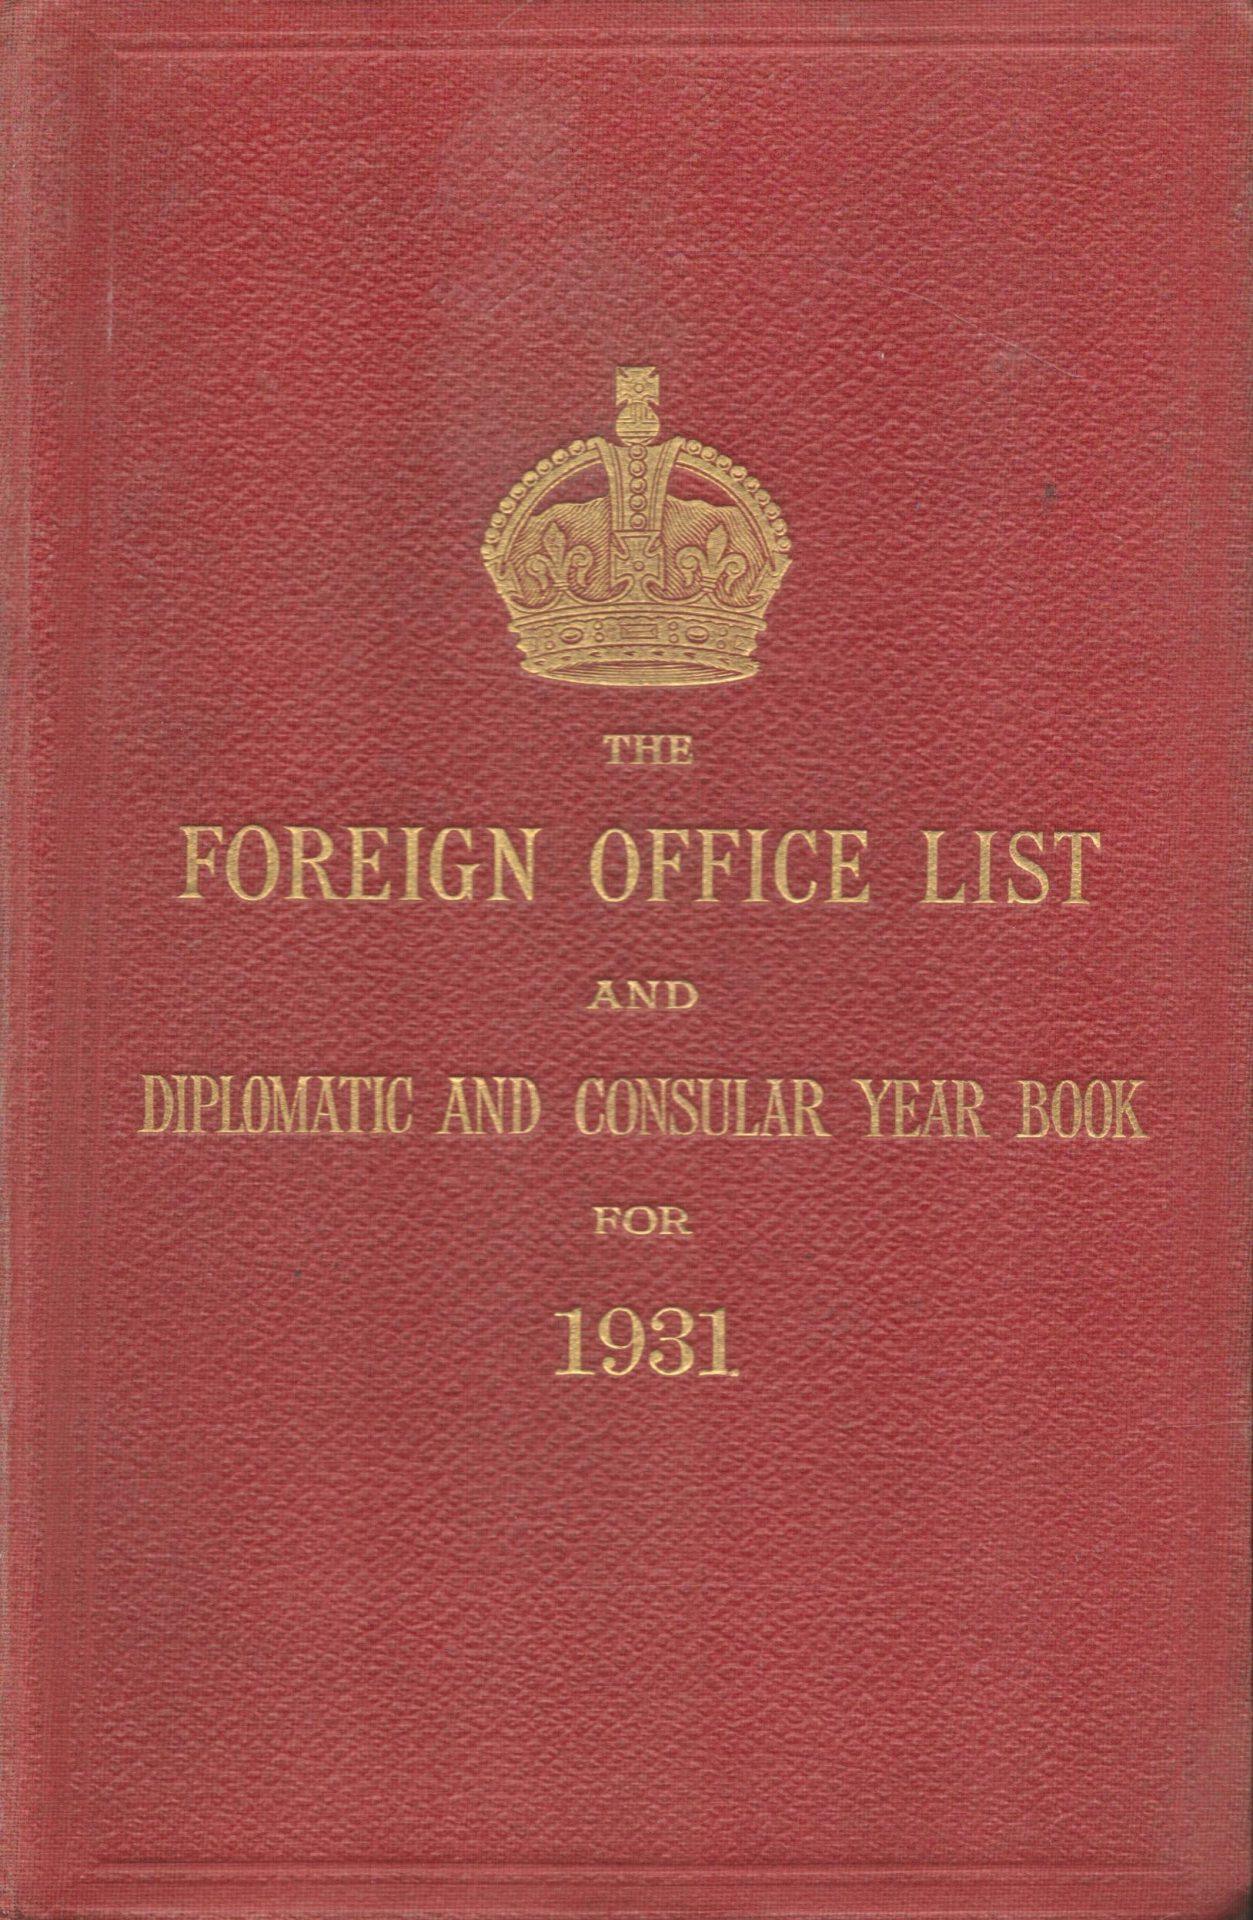 THE
FOREIGN OFFICE LIST
AND
DIPLOMATIC AND CONSULAR YEAR BOOK
FOR
1931.